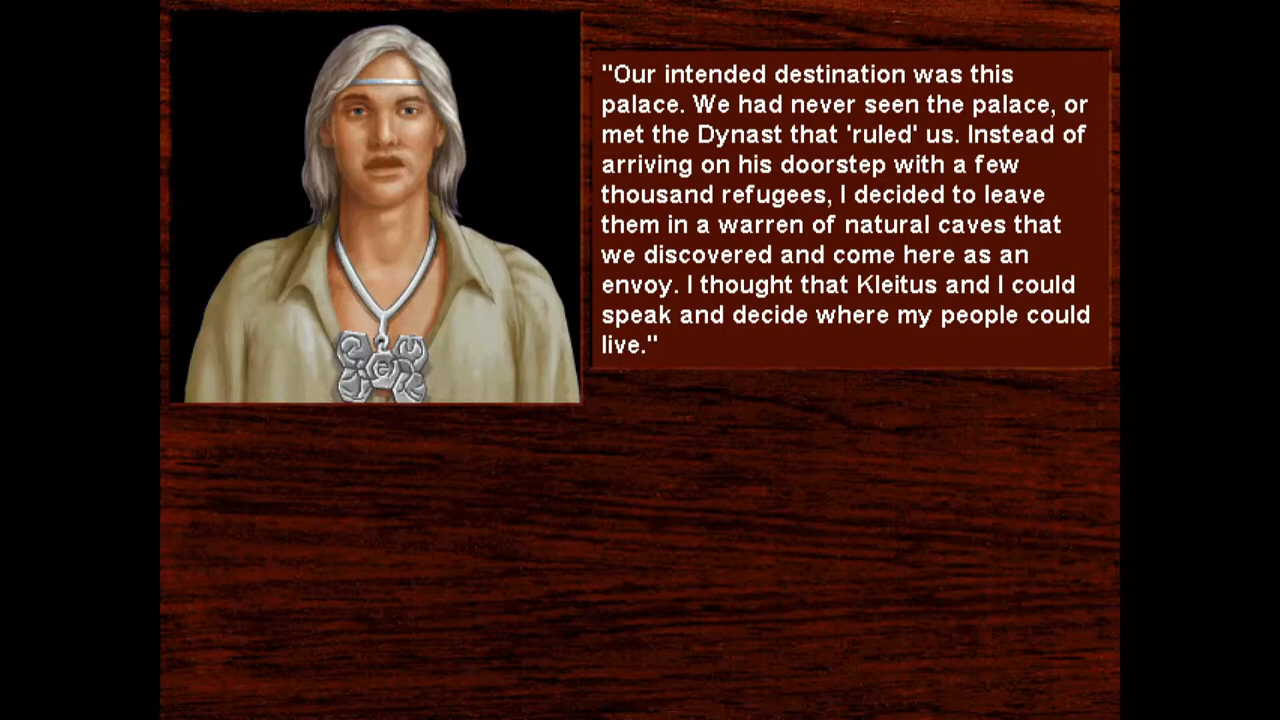 "Our intended destination was this
palace. We had never seen the palace, or
met the Dynast that 'ruled' us. Instead of
arriving on his doorstep with a few
thousand refugees, I decided to leave
them in a warren of natural caves that
we discovered and come here as an
envoy. I thought that Kleitus and I could
speak and decide where my people could
live."